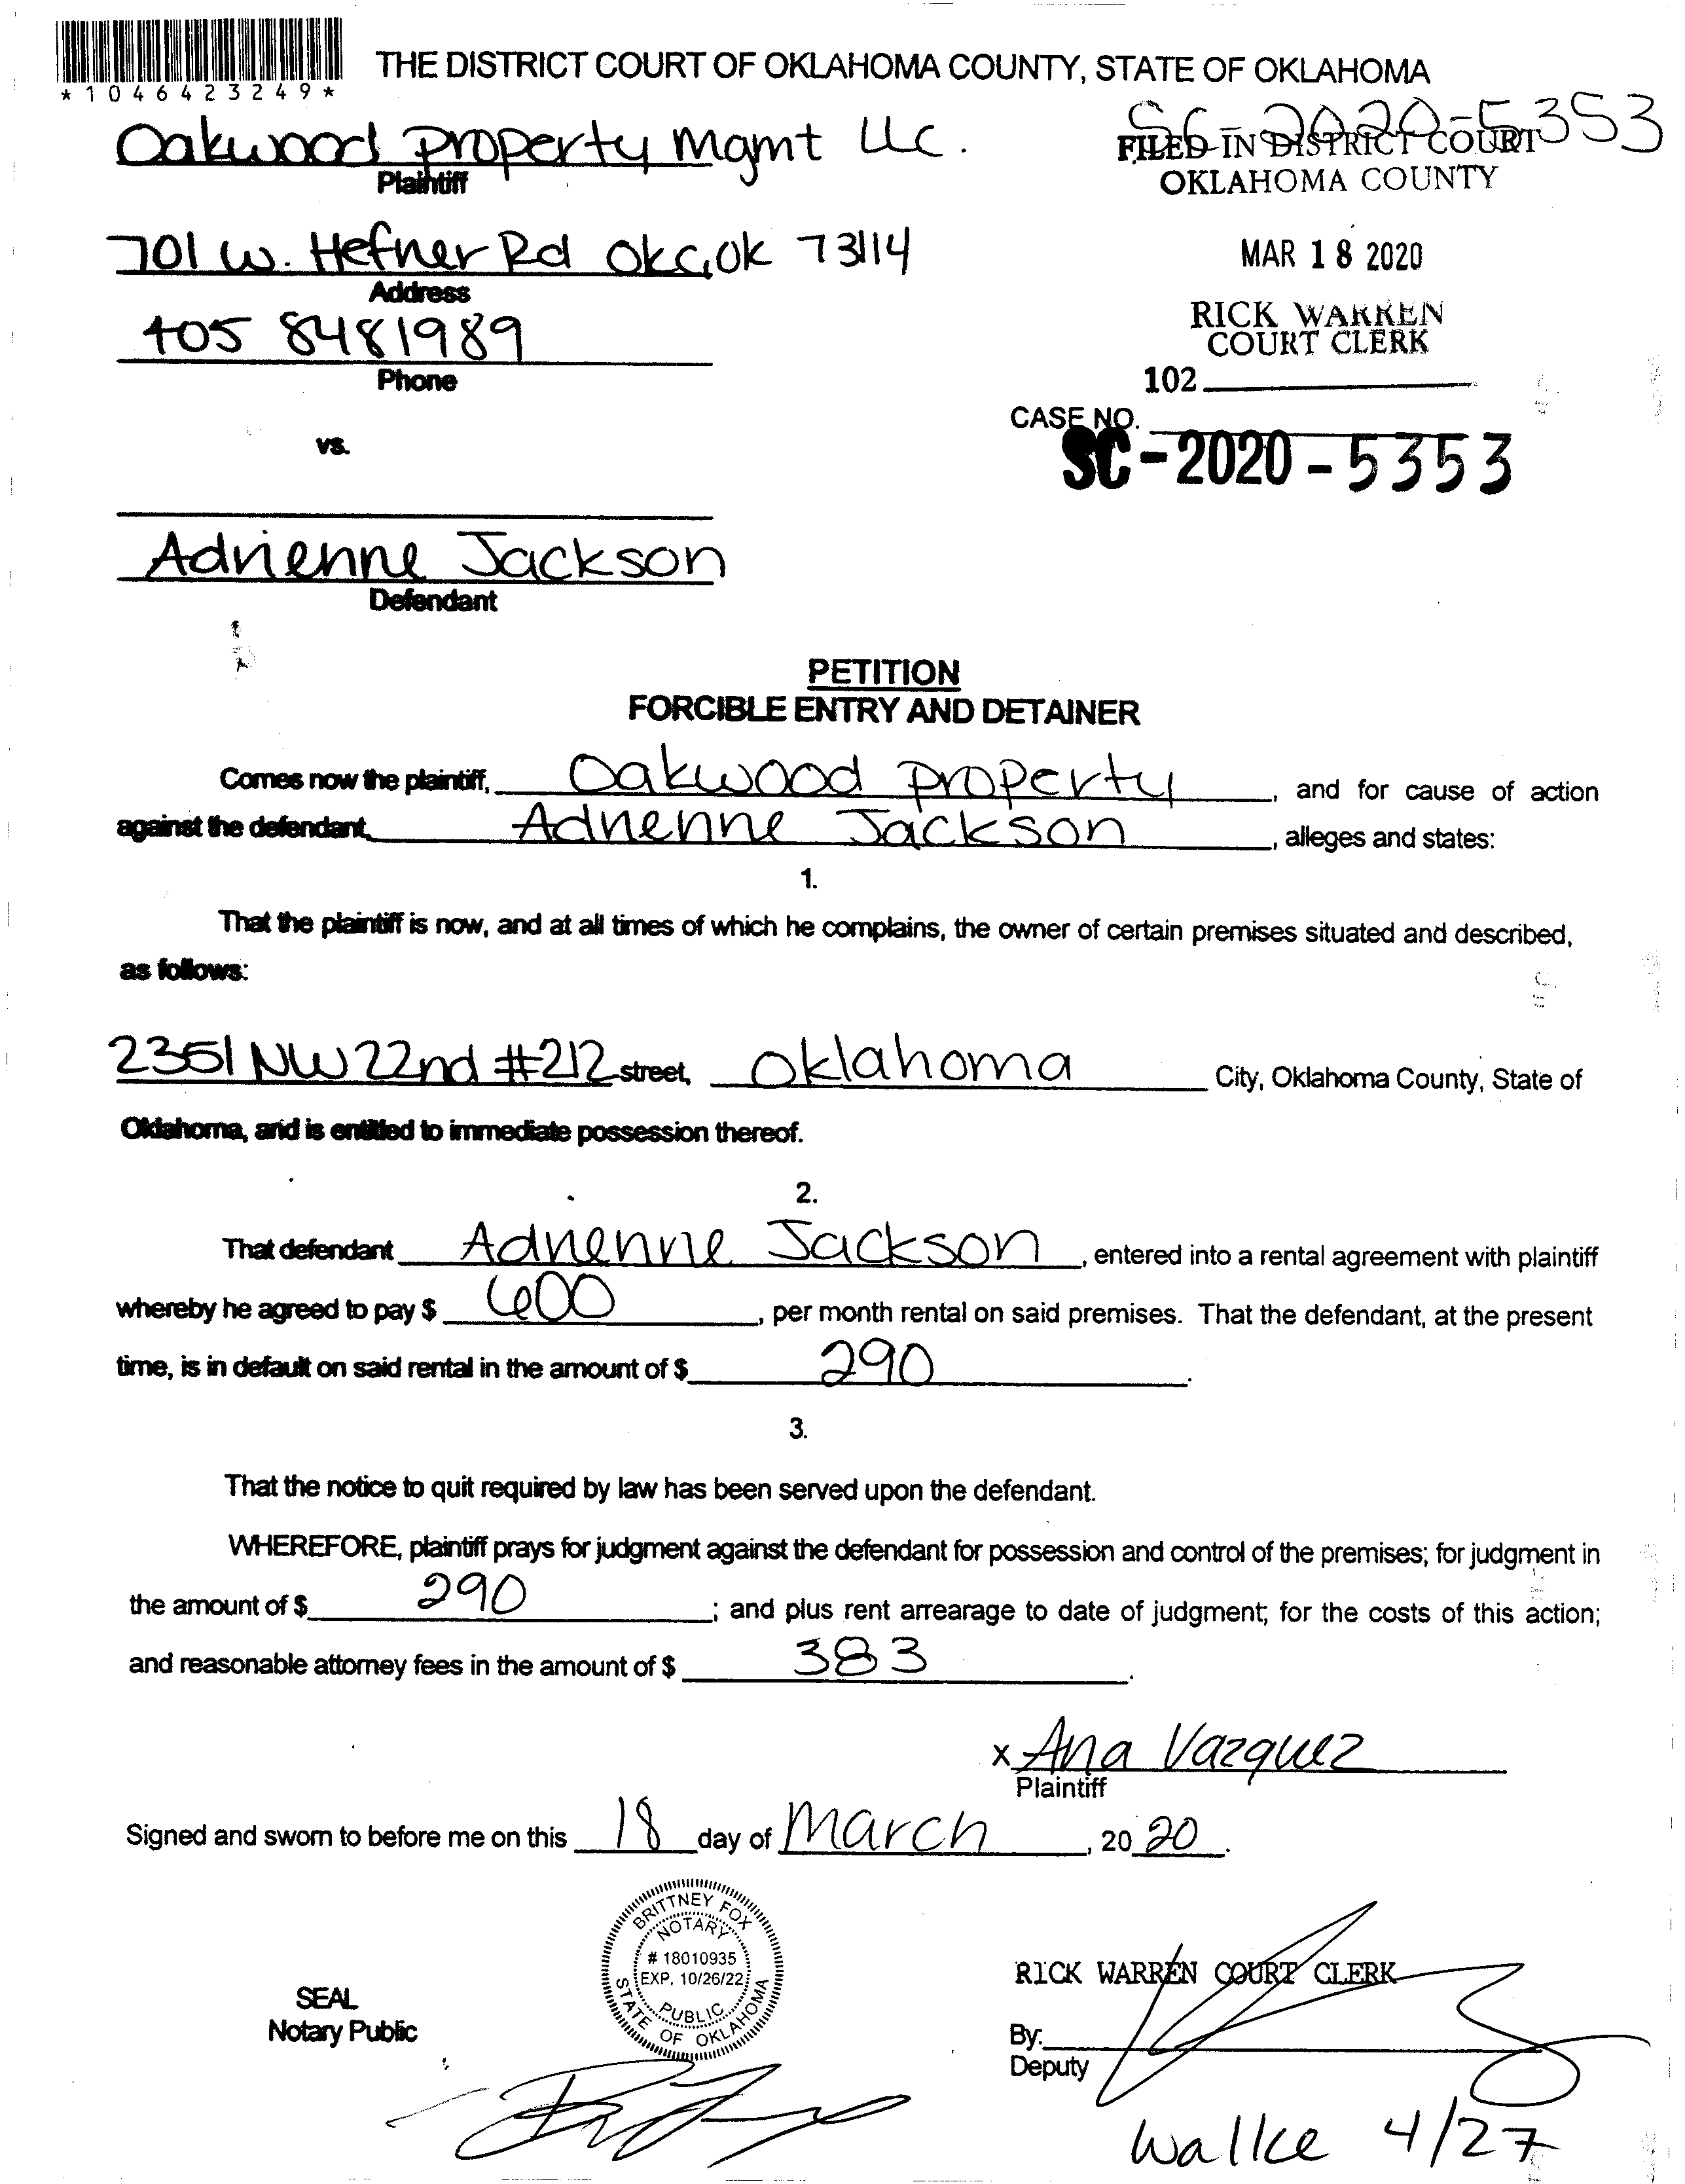 THE DISTRICT COURT OF OKLAHOMA COUNTY, STATE OF OKLAHOMA
*1046423249*
SC-2020-5353
Oakwood Property Mgmt LLC.
Plaintiff
FILED IN DISTRICT COURT
OKLAHOMA COUNTY
701 W. Hefner Rd OKC, OK 73114
Address
MAR 18 2020
405 8481989
Phone
RICK WARREN
COURT CLERK
102
CASE NO.
SC-2020-5353
vs.
Adrienne Jackson
Defendant
PETITION
FORCIBLE ENTRY AND DETAINER
Comes now the plaintiff, Oakwood Property, and for cause of action
against the defendant, Adrienne Jackson, alleges and states:
1.
That the plaintiff is now, and at all times of which he complains, the owner of certain premises situated and described,
as follows:
2351 NW 22nd #212 street, Oklahoma City, Oklahoma County, State of
Oklahoma, and is entitled to immediate possession thereof.
2.
That defendant Adrienne Jackson, entered into a rental agreement with plaintiff
whereby he agreed to pay $ 600, per month rental on said premises. That the defendant, at the present
time, is in default on said rental in the amount of $ 290.
3.
That the notice to quit required by law has been served upon the defendant.
WHEREFORE, plaintiff prays for judgment against the defendant for possession and control of the premises; for judgment in
the amount of $ 290; and plus rent arrearage to date of judgment; for the costs of this action;
and reasonable attorney fees in the amount of $ 383.
x Ana Vazquez
Plaintiff
Signed and sworn to before me on this 18 day of March, 2020.
BRITTNEY FOX
NOTARY
# 18010935
EXP. 10/26/22
PUBLIC
STATE OF OKLAHOMA
SEAL
Notary Public
RICK WARREN COURT CLERK
By:
Deputy
Walke 4/27